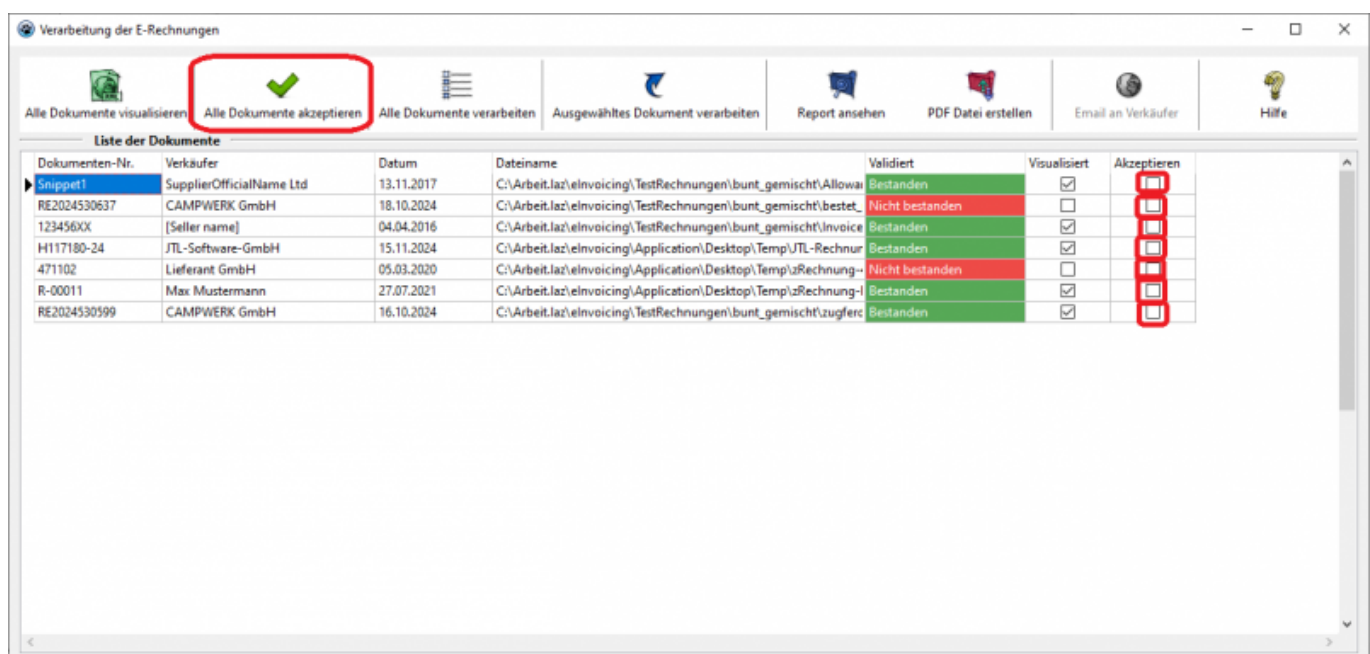 Verarbeitung der E-Rechnungen
Alle Dokumente visualisieren Alle Dokumente akzeptieren Alle Dokumente verarbeiten Ausgewähltes Dokument verarbeiten Report ansehen PDF Datei erstellen Email an Verkäufer Hilfe
Liste der Dokumente
Dokumenten-Nr. Verkäufer Datum Dateiname Validiert Visualisiert Akzeptieren
Snippet1 SupplierOfficialName Ltd 13.11.2017 C:\Arbeit.laz\eInvoicing\TestRechnungen\bunt_gemischt\Allowa Bestanden
RE2024530637 CAMPWERK GmbH 18.10.2024 C:\Arbeit.laz\eInvoicing\TestRechnungen\bunt_gemischt\bestet_ Nicht bestanden
123456XX [Seller name] 04.04.2016 C:\Arbeit.laz\eInvoicing\TestRechnungen\bunt_gemischt\Invoice Bestanden
H117180-24 JTL-Software-GmbH 15.11.2024 C:\Arbeit.laz\eInvoicing\Application\Desktop\Temp\JTL-Rechnur Bestanden
471102 Lieferant GmbH 05.03.2020 C:\Arbeit.laz\eInvoicing\Application\Desktop\Temp\zRechnung-- Nicht bestanden
R-00011 Max Mustermann 27.07.2021 C:\Arbeit.laz\eInvoicing\Application\Desktop\Temp\zRechnung-I Bestanden
RE2024530599 CAMPWERK GmbH 16.10.2024 C:\Arbeit.laz\eInvoicing\TestRechnungen\bunt_gemischt\zugferc Bestanden